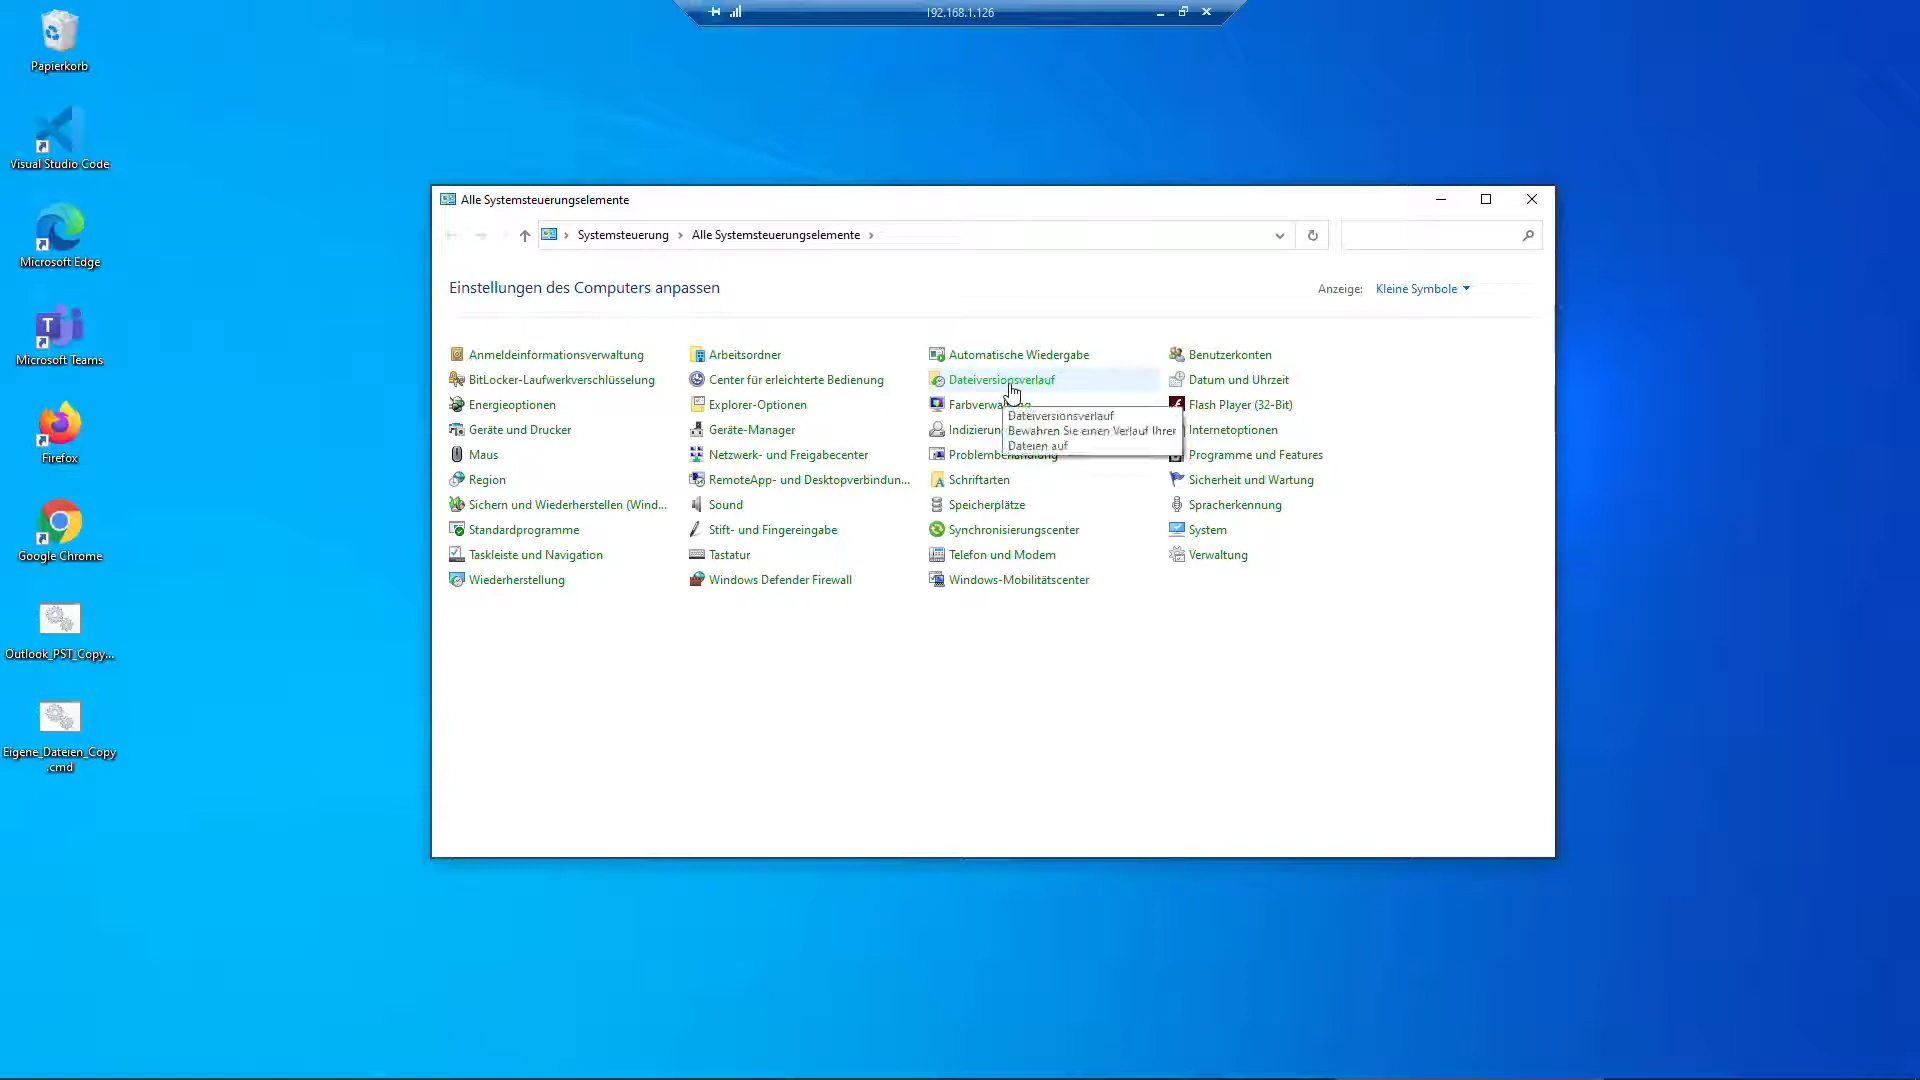 192.168.1.126
Papierkorb
Visual Studio Code
Microsoft Edge
Microsoft Teams
Firefox
Google Chrome
Outlook_PST_Copy...
Eigene_Dateien_Copy
.cmd
Alle Systemsteuerungselemente
Systemsteuerung
Alle Systemsteuerungselemente
Einstellungen des Computers anpassen
Anzeige: Kleine Symbole
Anmeldeinformationsverwaltung
Arbeitsordner
Automatische Wiedergabe
Benutzerkonten
BitLocker-Laufwerkverschlüsselung
Center für erleichterte Bedienung
Dateiversionsverlauf
Datum und Uhrzeit
Energieoptionen
Explorer-Optionen
Farbverwaltung
Flash Player (32-Bit)
Dateiversionsverlauf
Bewahren Sie einen Verlauf Ihrer
Dateien auf
Geräte und Drucker
Geräte-Manager
Indizierun
Internetoptionen
Maus
Netzwerk- und Freigabecenter
Problembehandlung
Programme und Features
Region
RemoteApp- und Desktopverbindun...
Schriftarten
Sicherheit und Wartung
Sichern und Wiederherstellen (Wind...
Sound
Speicherplätze
Spracherkennung
Standardprogramme
Stift- und Fingereingabe
Synchronisierungscenter
System
Taskleiste und Navigation
Tastatur
Telefon und Modem
Verwaltung
Wiederherstellung
Windows Defender Firewall
Windows-Mobilitätscenter